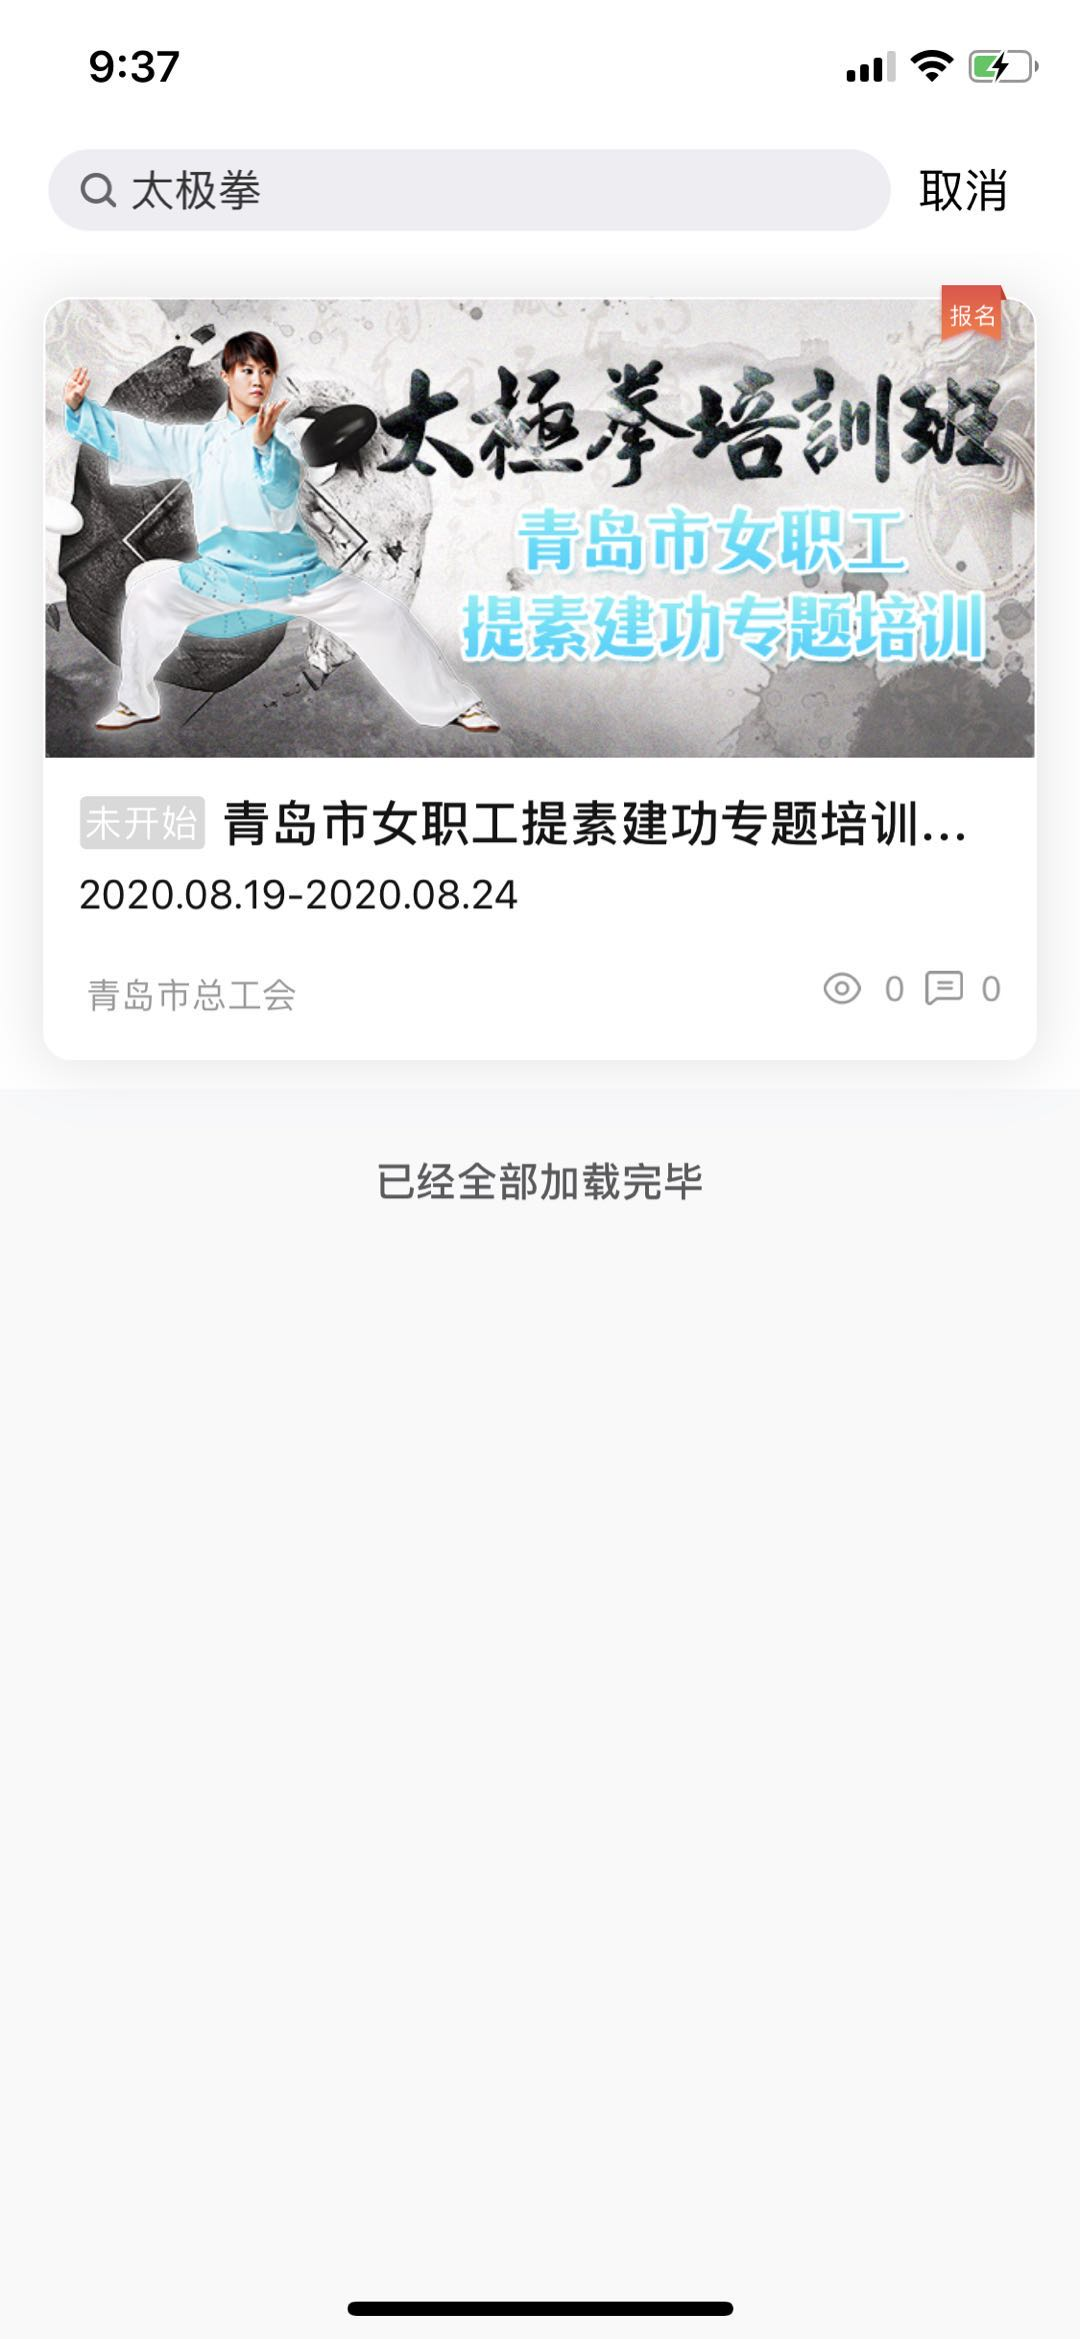 9:37
太极拳
取消
报名
太極拳培訓班
青岛市女职工
提素建功专题培训
未开始 青岛市女职工提素建功专题培训...
2020.08.19-2020.08.24
青岛市总工会
0 0
已经全部加载完毕